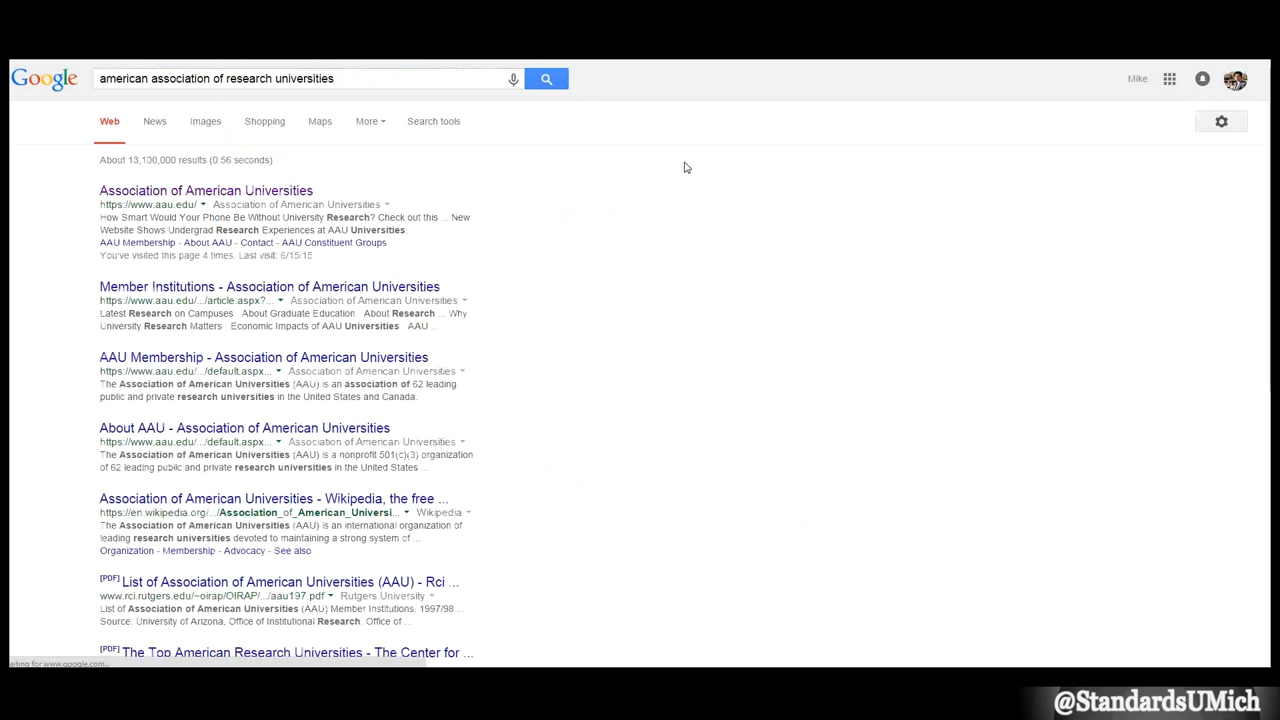 Google american association of research universities Mike
Web News Images Shopping Maps More Search tools
About 13,100,000 results (0.56 seconds)
Association of American Universities
https://www.aau.edu/ Association of American Universities
How Smart Would Your Phone Be Without University Research? Check out this ... New
Website Shows Undergrad Research Experiences at AAU Universities.
AAU Membership - About AAU - Contact - AAU Constituent Groups
You've visited this page 4 times. Last visit: 6/15/15
Member Institutions - Association of American Universities
https://www.aau.edu/.../article.aspx?... Association of American Universities
Latest Research on Campuses · About Graduate Education · About Research ... Why
University Research Matters · Economic Impacts of AAU Universities · AAU ...
AAU Membership - Association of American Universities
https://www.aau.edu/.../default.aspx... Association of American Universities
The Association of American Universities (AAU) is an association of 62 leading
public and private research universities in the United States and Canada.
About AAU - Association of American Universities
https://www.aau.edu/.../default.aspx... Association of American Universities
The Association of American Universities (AAU) is a nonprofit 501(c)(3) organization
of 62 leading public and private research universities in the United States ...
Association of American Universities - Wikipedia, the free ...
https://en.wikipedia.org/.../Association_of_American_Universi... Wikipedia
The Association of American Universities (AAU) is an international organization of
leading research universities devoted to maintaining a strong system of ...
Organization - Membership - Advocacy - See also
[PDF] List of Association of American Universities (AAU) - Rci ...
www.rci.rutgers.edu/~oirap/OIRAP/.../aau197.pdf Rutgers University
List of Association of American Universities (AAU) Member Institutions. 1997/98 ...
Source: University of Arizona, Office of Institutional Research. Office of ...
[PDF] The Top American Research Universities - The Center for ...
aiting for www.google.com...
@StandardsUMich